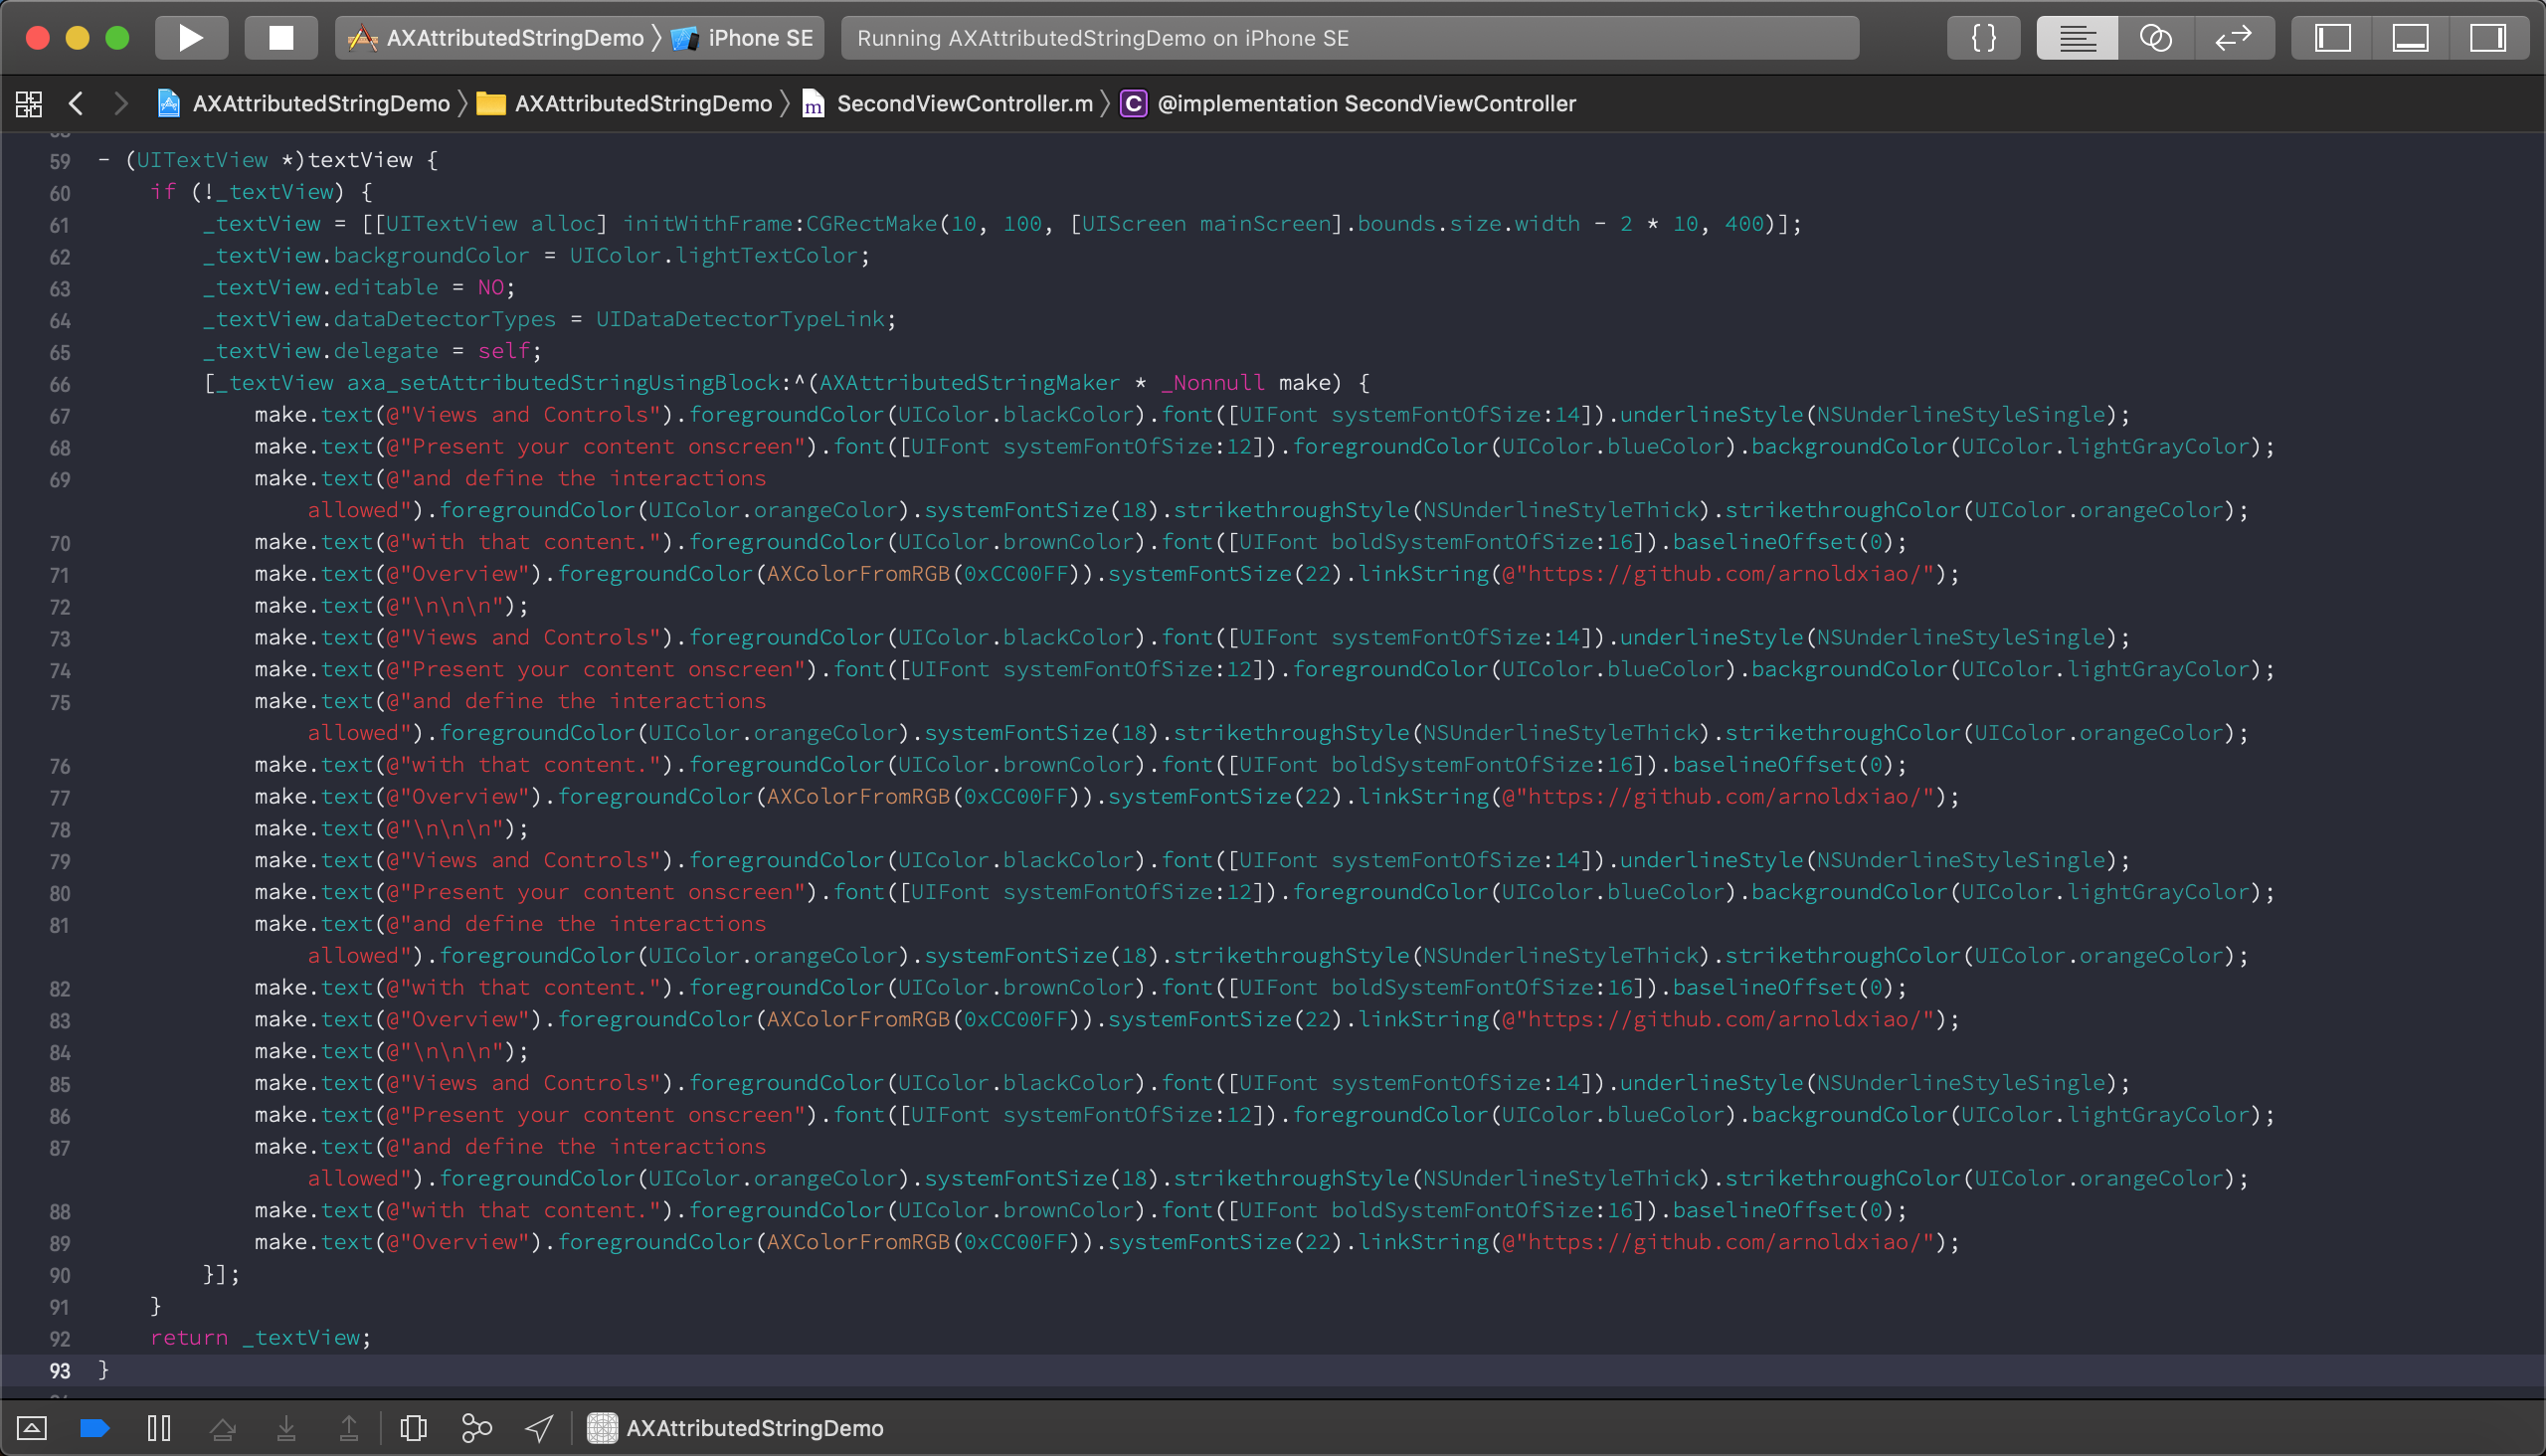 AXAttributedStringDemo iPhone SE Running AXAttributedStringDemo on iPhone SE {}
AXAttributedStringDemo AXAttributedStringDemo m SecondViewController.m C @implementation SecondViewController
59 - (UITextView *)textView {
60 if (!_textView) {
61 _textView = [[UITextView alloc] initWithFrame:CGRectMake(10, 100, [UIScreen mainScreen].bounds.size.width - 2 * 10, 400)];
62 _textView.backgroundColor = UIColor.lightTextColor;
63 _textView.editable = NO;
64 _textView.dataDetectorTypes = UIDataDetectorTypeLink;
65 _textView.delegate = self;
66 [_textView axa_setAttributedStringUsingBlock:^(AXAttributedStringMaker * _Nonnull make) {
67 make.text(@"Views and Controls").foregroundColor(UIColor.blackColor).font([UIFont systemFontOfSize:14]).underlineStyle(NSUnderlineStyleSingle);
68 make.text(@"Present your content onscreen").font([UIFont systemFontOfSize:12]).foregroundColor(UIColor.blueColor).backgroundColor(UIColor.lightGrayColor);
69 make.text(@"and define the interactions
allowed").foregroundColor(UIColor.orangeColor).systemFontSize(18).strikethroughStyle(NSUnderlineStyleThick).strikethroughColor(UIColor.orangeColor);
70 make.text(@"with that content.").foregroundColor(UIColor.brownColor).font([UIFont boldSystemFontOfSize:16]).baselineOffset(0);
71 make.text(@"Overview").foregroundColor(AXColorFromRGB(0xCC00FF)).systemFontSize(22).linkString(@"https://github.com/arnoldxiao/");
72 make.text(@"\n\n\n");
73 make.text(@"Views and Controls").foregroundColor(UIColor.blackColor).font([UIFont systemFontOfSize:14]).underlineStyle(NSUnderlineStyleSingle);
74 make.text(@"Present your content onscreen").font([UIFont systemFontOfSize:12]).foregroundColor(UIColor.blueColor).backgroundColor(UIColor.lightGrayColor);
75 make.text(@"and define the interactions
allowed").foregroundColor(UIColor.orangeColor).systemFontSize(18).strikethroughStyle(NSUnderlineStyleThick).strikethroughColor(UIColor.orangeColor);
76 make.text(@"with that content.").foregroundColor(UIColor.brownColor).font([UIFont boldSystemFontOfSize:16]).baselineOffset(0);
77 make.text(@"Overview").foregroundColor(AXColorFromRGB(0xCC00FF)).systemFontSize(22).linkString(@"https://github.com/arnoldxiao/");
78 make.text(@"\n\n\n");
79 make.text(@"Views and Controls").foregroundColor(UIColor.blackColor).font([UIFont systemFontOfSize:14]).underlineStyle(NSUnderlineStyleSingle);
80 make.text(@"Present your content onscreen").font([UIFont systemFontOfSize:12]).foregroundColor(UIColor.blueColor).backgroundColor(UIColor.lightGrayColor);
81 make.text(@"and define the interactions
allowed").foregroundColor(UIColor.orangeColor).systemFontSize(18).strikethroughStyle(NSUnderlineStyleThick).strikethroughColor(UIColor.orangeColor);
82 make.text(@"with that content.").foregroundColor(UIColor.brownColor).font([UIFont boldSystemFontOfSize:16]).baselineOffset(0);
83 make.text(@"Overview").foregroundColor(AXColorFromRGB(0xCC00FF)).systemFontSize(22).linkString(@"https://github.com/arnoldxiao/");
84 make.text(@"\n\n\n");
85 make.text(@"Views and Controls").foregroundColor(UIColor.blackColor).font([UIFont systemFontOfSize:14]).underlineStyle(NSUnderlineStyleSingle);
86 make.text(@"Present your content onscreen").font([UIFont systemFontOfSize:12]).foregroundColor(UIColor.blueColor).backgroundColor(UIColor.lightGrayColor);
87 make.text(@"and define the interactions
allowed").foregroundColor(UIColor.orangeColor).systemFontSize(18).strikethroughStyle(NSUnderlineStyleThick).strikethroughColor(UIColor.orangeColor);
88 make.text(@"with that content.").foregroundColor(UIColor.brownColor).font([UIFont boldSystemFontOfSize:16]).baselineOffset(0);
89 make.text(@"Overview").foregroundColor(AXColorFromRGB(0xCC00FF)).systemFontSize(22).linkString(@"https://github.com/arnoldxiao/");
90 }];
91 }
92 return _textView;
93 }
AXAttributedStringDemo